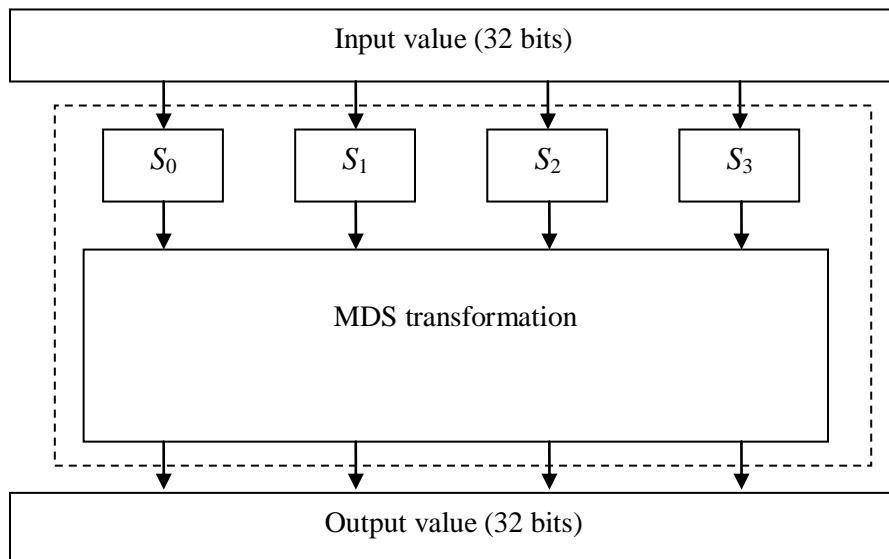 Input value (32 bits)
S0 S1 S2 S3
MDS transformation
Output value (32 bits)